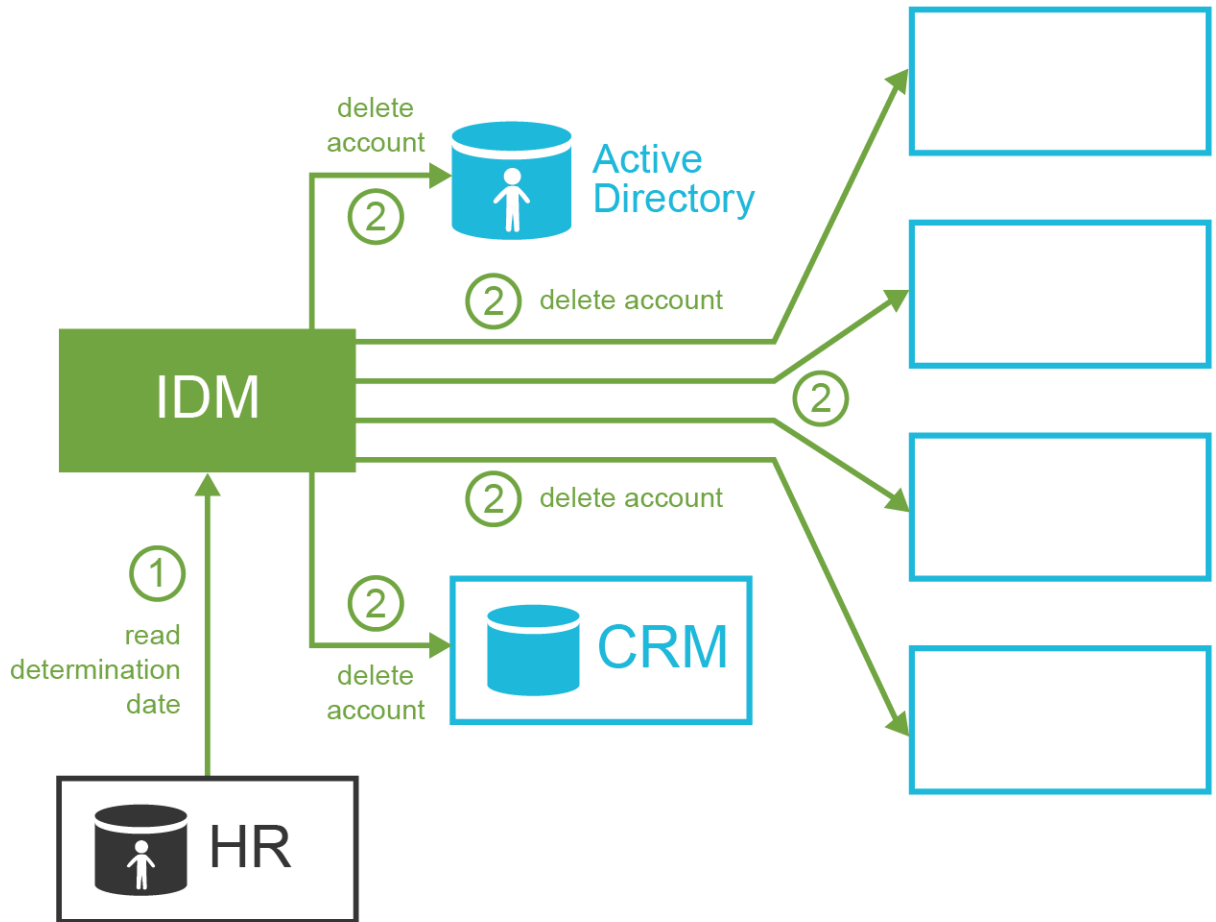 delete
account
2
Active
Directory
2 delete account
IDM
2
2 delete account
1
read
determination
date
2
delete
account
CRM
HR